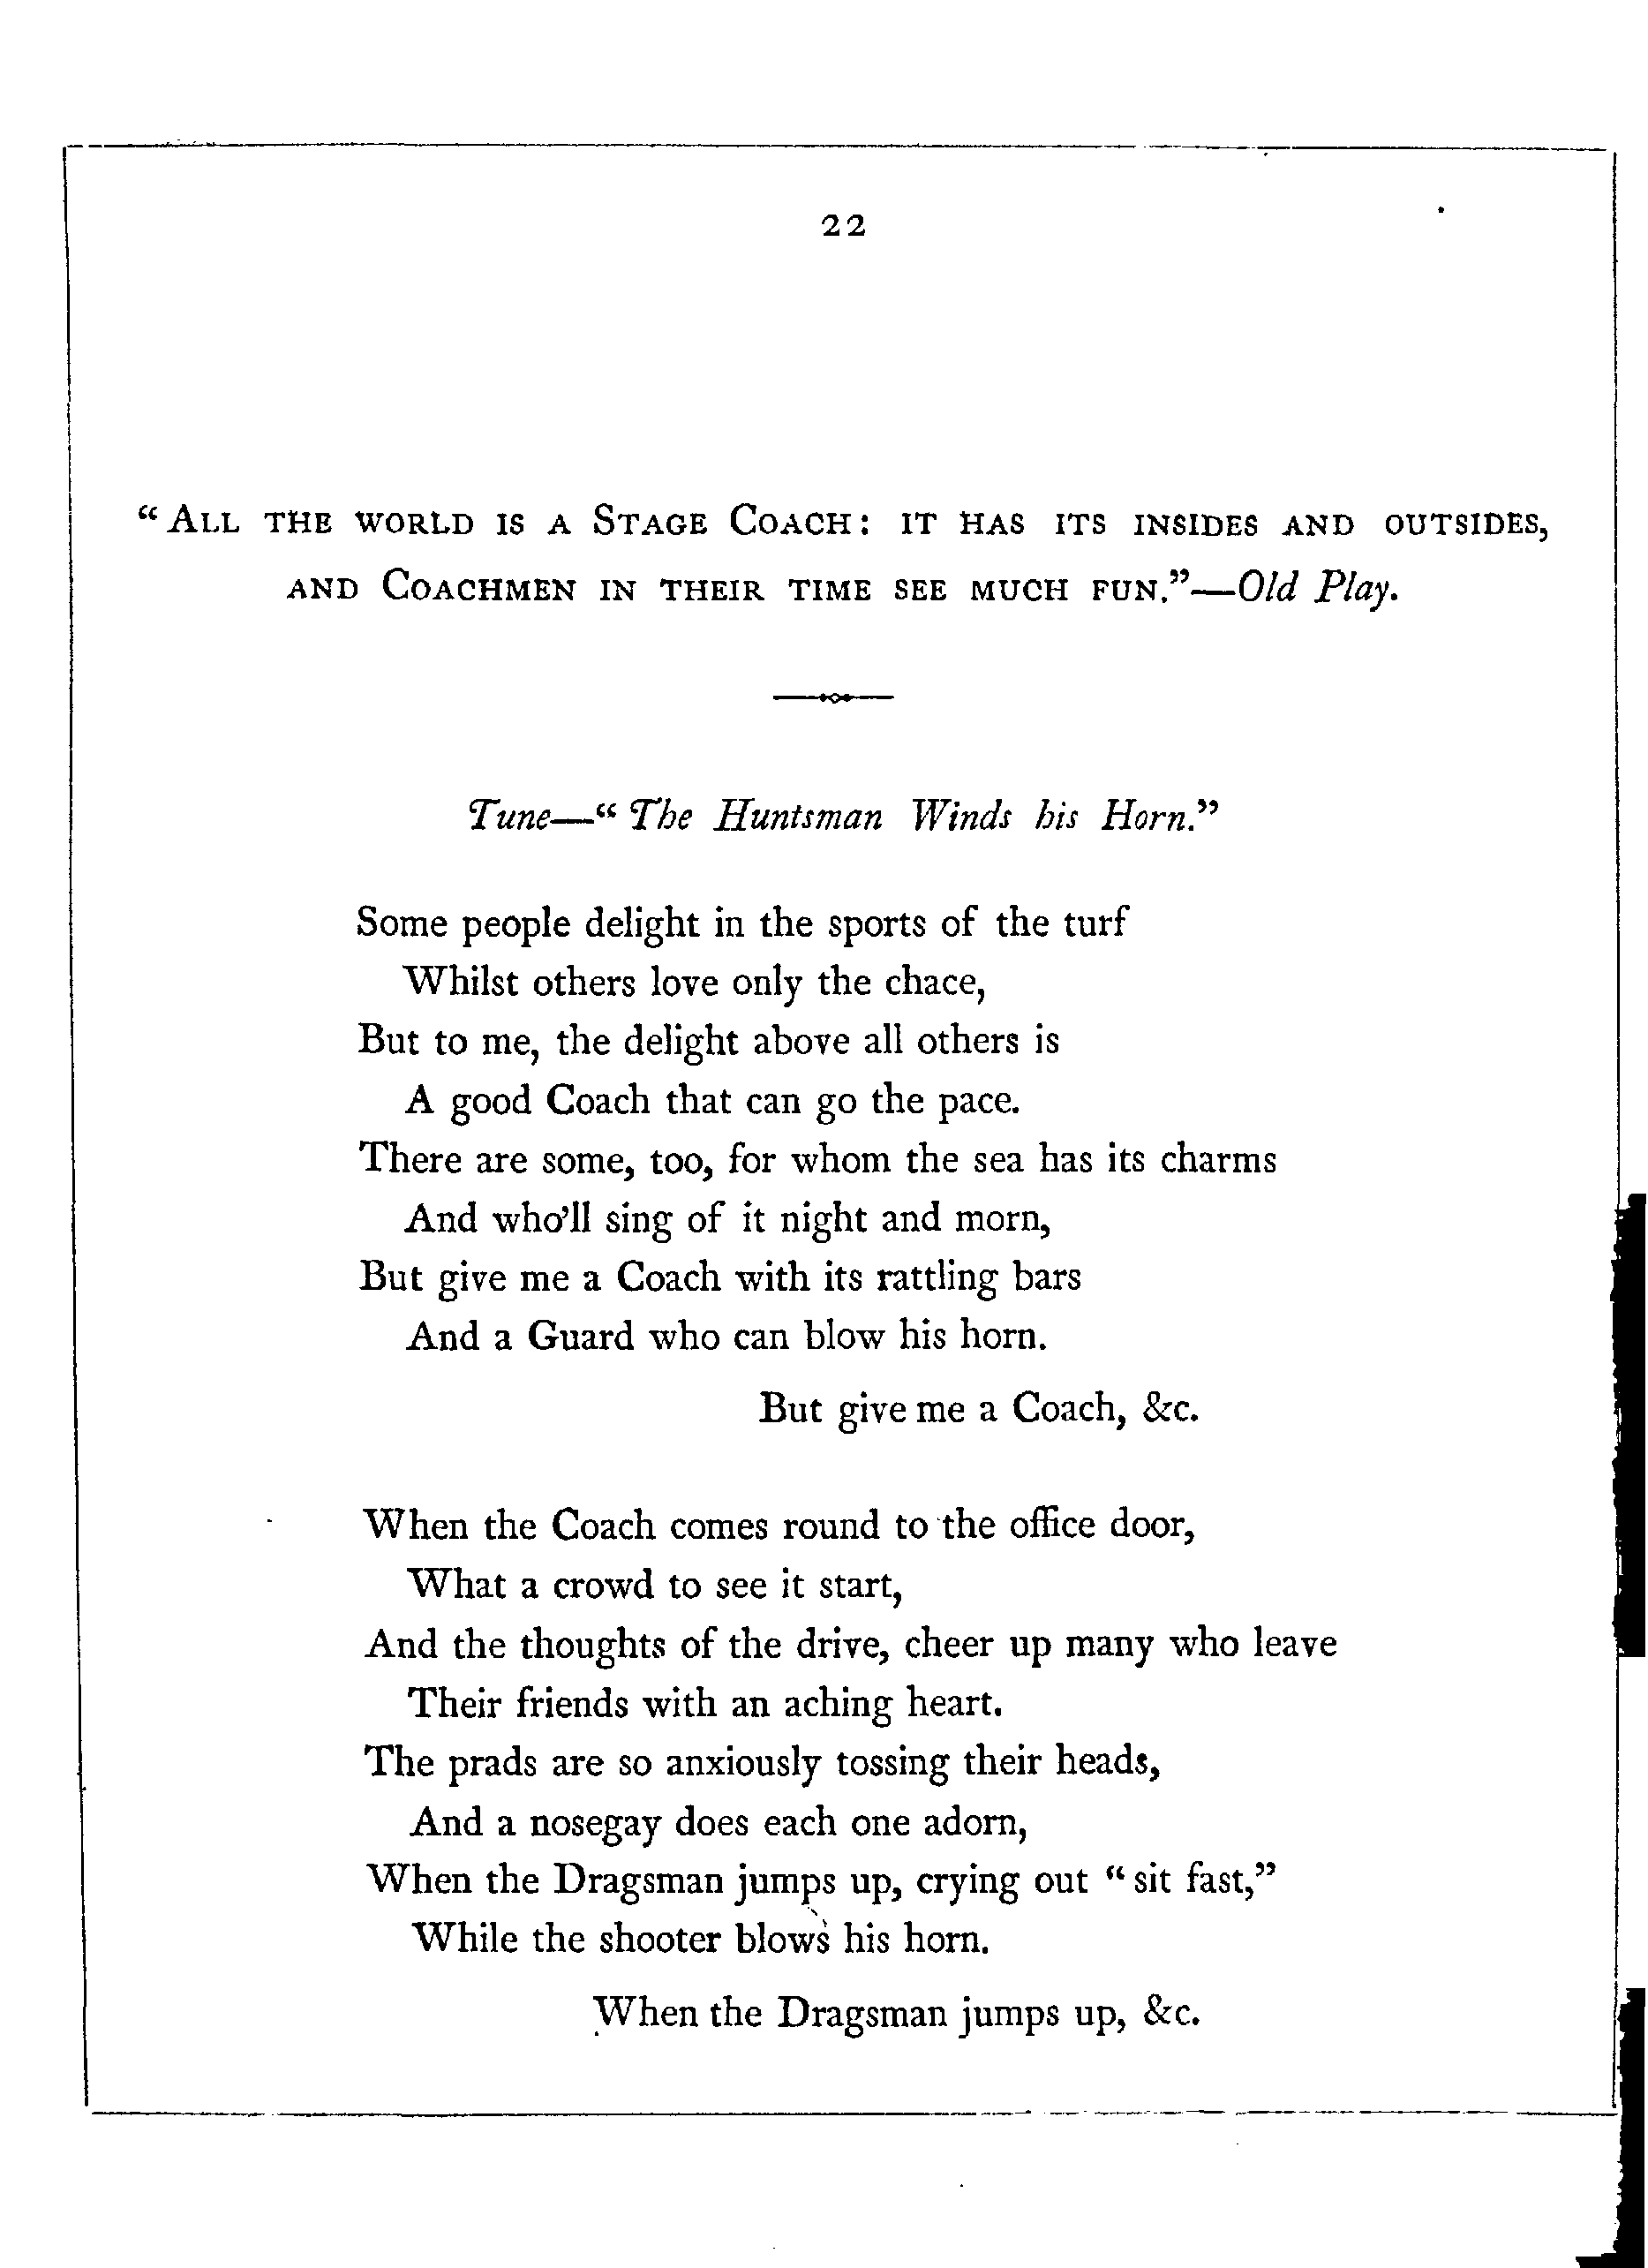 22
“ All the world is a Stage Coach: it has its insides and outsides,
and Coachmen in their time see much fun.”—Old Play.
Tune—“ The Huntsman Winds his Horn.”
Some people delight in the sports of the turf
Whilst others love only the chace,
But to me, the delight above all others is
A good Coach that can go the pace.
There are some, too, for whom the sea has its charms
And who’ll sing of it night and morn,
But give me a Coach with its rattling bars
And a Guard who can blow his horn.
But give me a Coach, &c.
When the Coach comes round to the office door,
What a crowd to see it start,
And the thoughts of the drive, cheer up many who leave
Their friends with an aching heart.
The prads are so anxiously tossing their heads,
And a nosegay does each one adorn,
When the Dragsman jumps up, crying out “ sit fast,”
While the shooter blows his horn.
When the Dragsman jumps up, &c.